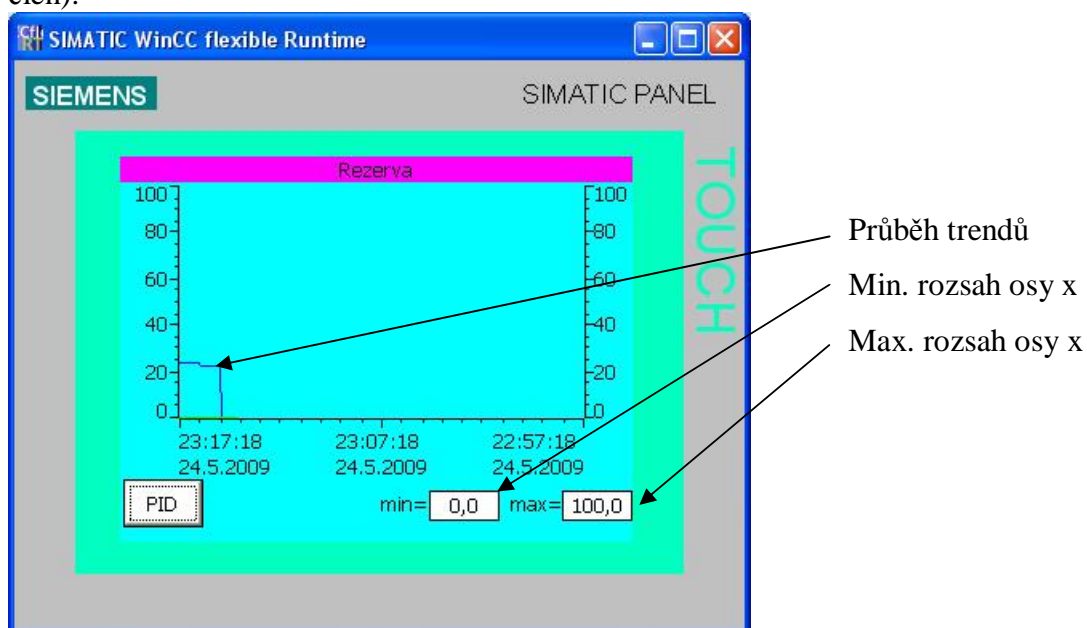 cích).
SIMATIC WinCC flexible Runtime
SIEMENS
SIMATIC PANEL
TOUCH
Rezerva
100 100
80 80
60 60
40 40
20 20
0 0
23:17:18 23:07:18 22:57:18
24.5.2009 24.5.2009 24.5.2009
PID
min= 0,0 max= 100,0
Průběh trendů
Min. rozsah osy x
Max. rozsah osy x